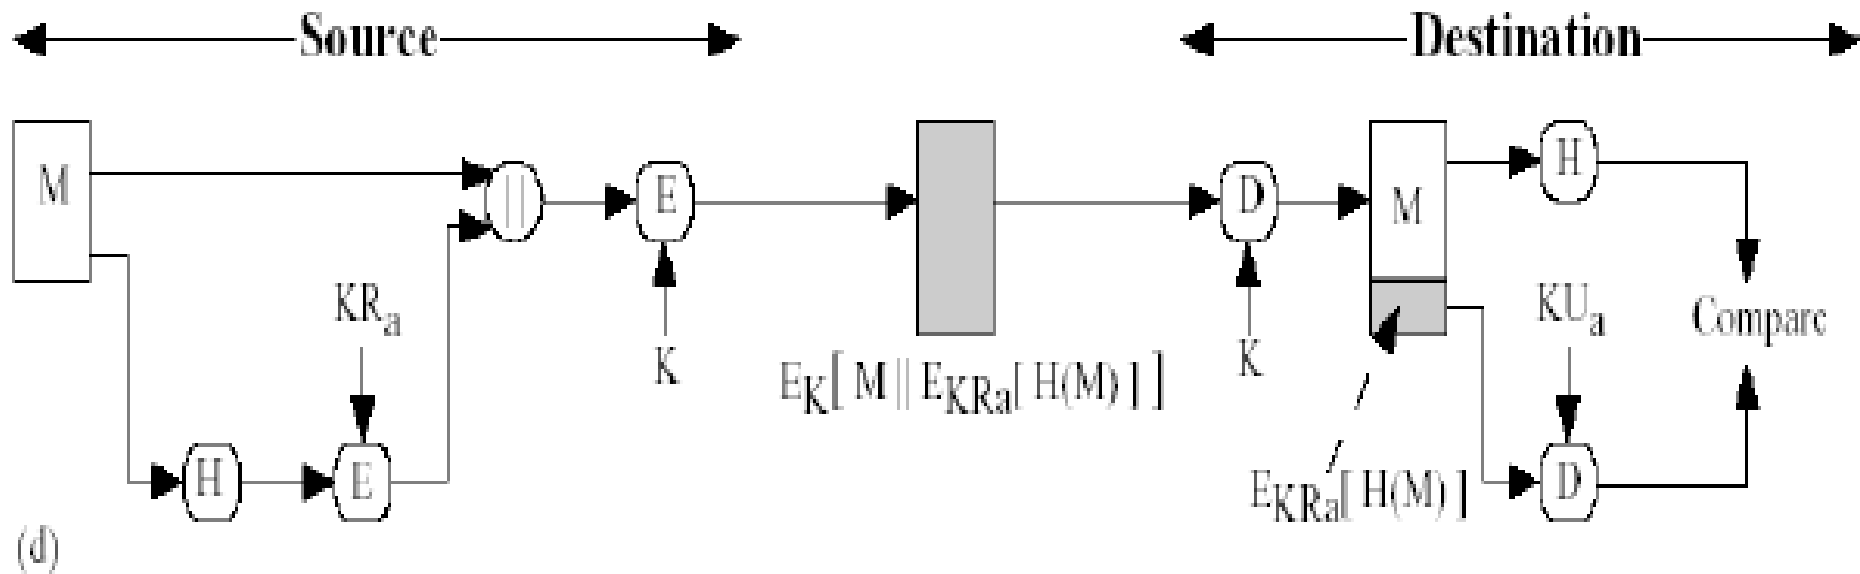 Source
Destination
M
||
E
D
M
H
KRa
K
EK[ M || EKRa[ H(M) ] ]
K
KUa
Compare
H
E
EKRa[ H(M) ]
D
(d)